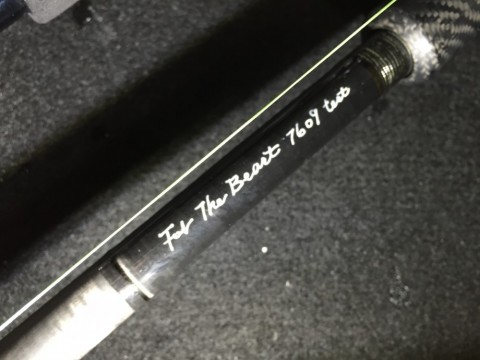 For The Beast 7609 test